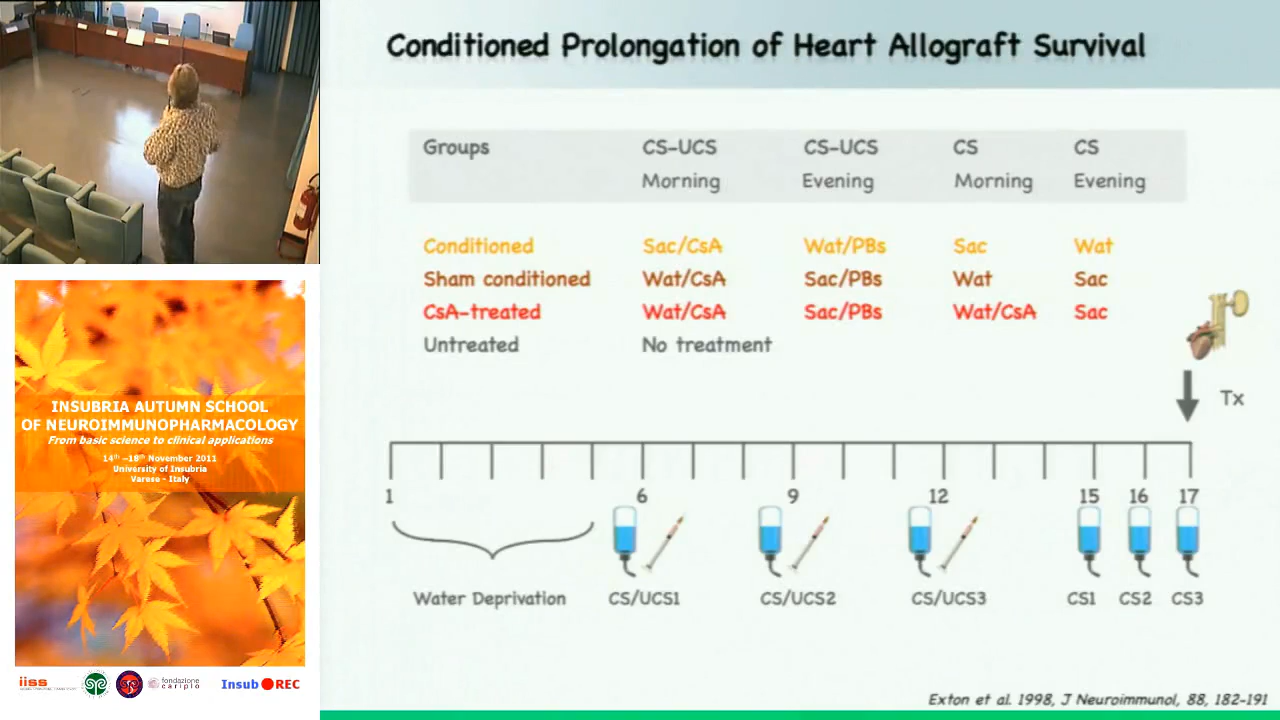 Conditioned Prolongation of Heart Allograft Survival
Groups CS-UCS CS-UCS CS CS
Morning Evening Morning Evening
Conditioned Sac/CsA Wat/PBs Sac Wat
Sham conditioned Wat/CsA Sac/PBs Wat Sac
CsA-treated Wat/CsA Sac/PBs Wat/CsA Sac
Untreated No treatment
Tx
1 6 9 12 15 16 17
Water Deprivation CS/UCS1 CS/UCS2 CS/UCS3 CS1 CS2 CS3
Exton et al. 1998, J Neuroimmunol, 88, 182-191
INSUBRIA AUTUMN SCHOOL
OF NEUROIMMUNOPHARMACOLOGY
From basic science to clinical applications
14th -18th November 2011
University of Insubria
Varese - Italy
iiss
fondazione
cariplo
Insub REC